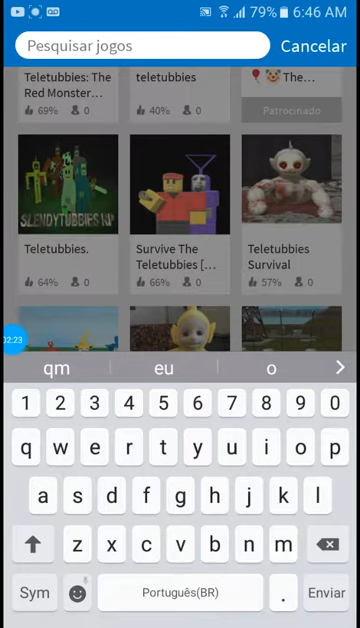 79% 6:46 AM
Pesquisar jogos Cancelar
Teletubbies: The Red Monster…
69% 0
teletubbies
40% 0
🎈 🤡 The…
Patrocinado
SLENDYTUBBIES
Teletubbies.
64% 0
Survive The Teletubbies [...
66% 0
Teletubbies Survival
57% 0
02:23
qm eu o
1 2 3 4 5 6 7 8 9 0
q w e r t y u i o p
a s d f g h j k l
z x c v b n m
Sym Português(BR) . Enviar